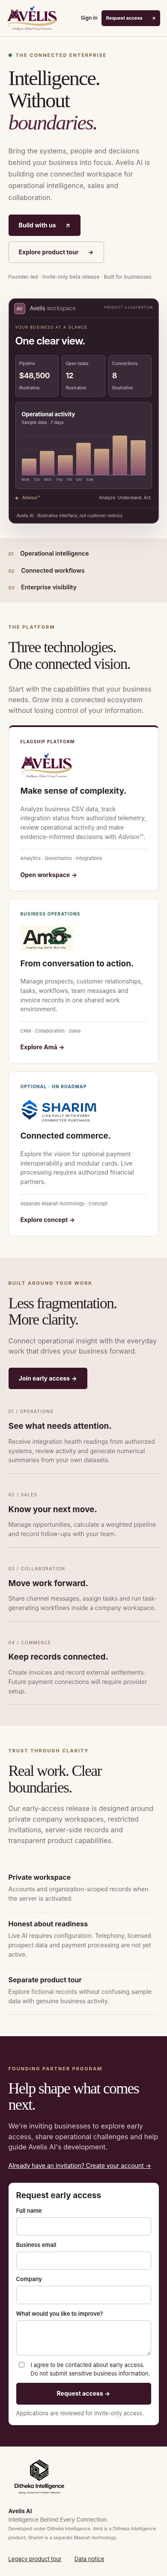 AVELIS
Sign in
Request access ↗
THE CONNECTED ENTERPRISE
Intelligence.
Without
boundaries.
Bring the systems, people and decisions
behind your business into focus. Avelis AI is
building one connected workspace for
operational intelligence, sales and
collaboration.
Build with us ↗
Explore product tour →
Founder-led · Invite-only beta release · Built for businesses
AV
Avelis workspace
PRODUCT ILLUSTRATION
YOUR BUSINESS AT A GLANCE
One clear view.
Pipeline
$48,500
Illustrative
Open tasks
12
Illustrative
Connections
8
Illustrative
Operational activity
Sample data · 7 days
MON TUE WED THU FRI SAT SUN
Advisor™
Analyze. Understand. Act.
Avelis AI · Illustrative interface, not customer metrics
01 Operational intelligence
02 Connected workflows
03 Enterprise visibility
THE PLATFORM
Three technologies.
One connected vision.
Start with the capabilities that fit your business
needs. Grow into a connected ecosystem
without losing control of your information.
FLAGSHIP PLATFORM
AVELIS
Make sense of complexity.
Analyze business CSV data, track
integration status from authorized telemetry,
review operational activity and make
evidence-informed decisions with Advisor™.
Analytics · Governance · Integrations
Open workspace →
BUSINESS OPERATIONS
Amã
From conversation to action.
Manage prospects, customer relationships,
tasks, workflows, team messages and
invoice records in one shared work
environment.
CRM · Collaboration · Sales
Explore Amã →
OPTIONAL · ON ROADMAP
SHARIM
LIVE FULLY WITH EVERY
CONNECTED PURCHASE
Connected commerce.
Explore the vision for optional payment
interoperability and modular cards. Live
processing requires authorized financial
partners.
Separate Maarah technology · Concept
Explore concept →
BUILT AROUND YOUR WORK
Less fragmentation.
More clarity.
Connect operational insight with the everyday
work that drives your business forward.
Join early access →
01 / OPERATIONS
See what needs attention.
Receive integration health readings from authorized
systems, review activity and generate numerical
summaries from your own datasets.
02 / SALES
Know your next move.
Manage opportunities, calculate a weighted pipeline
and record follow-ups with your team.
03 / COLLABORATION
Move work forward.
Share channel messages, assign tasks and run task-
generating workflows inside a company workspace.
04 / COMMERCE
Keep records connected.
Create invoices and record external settlements.
Future payment connections will require provider
setup.
TRUST THROUGH CLARITY
Real work. Clear
boundaries.
Our early-access release is designed around
private company workspaces, restricted
invitations, server-side records and
transparent product capabilities.
Private workspace
Accounts and organization-scoped records when
the server is activated.
Honest about readiness
Live AI requires configuration. Telephony, licensed
prospect data and payment processing are not yet
active.
Separate product tour
Explore fictional records without confusing sample
data with genuine business activity.
FOUNDING PARTNER PROGRAM
Help shape what comes
next.
We're inviting businesses to explore early
access, share operational challenges and help
guide Avelis AI's development.
Already have an invitation? Create your account →
Request early access
Full name
Business email
Company
What would you like to improve?
I agree to be contacted about early access.
Do not submit sensitive business information.
Request access →
Applications are reviewed for invite-only access.
Ditheka Intelligence
Avelis AI
Intelligence Behind Every Connection.
Developed under Ditheka Intelligence. Amã is a Ditheka Intelligence
product; Sharim is a separate Maarah technology.
Legacy product tour
Data notice